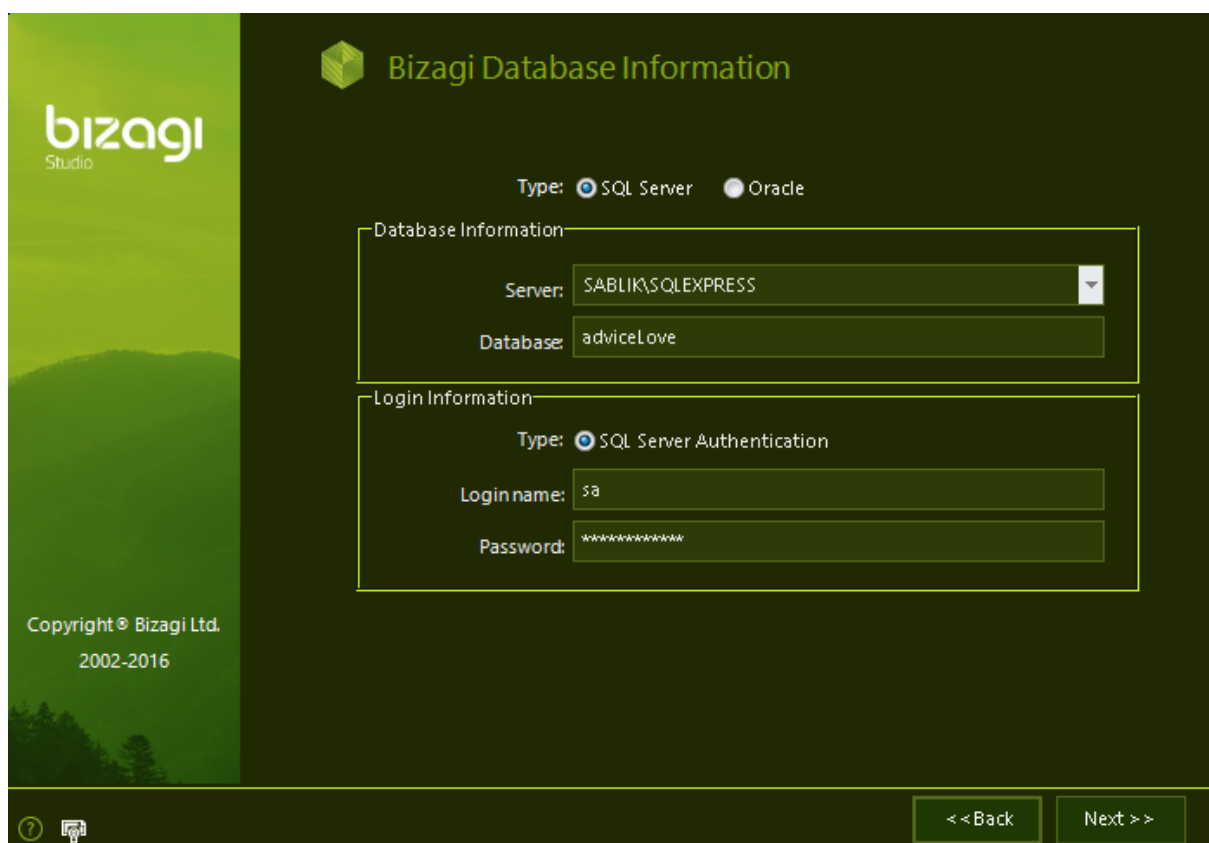 bizagi
Studio
Bizagi Database Information
Type: SQL Server Oracle
Database Information
Server: SABLIK\SQLEXPRESS
Database: adviceLove
Login Information
Type: SQL Server Authentication
Login name: sa
Password: ************
Copyright® Bizagi Ltd.
2002-2016
?
<<Back Next >>